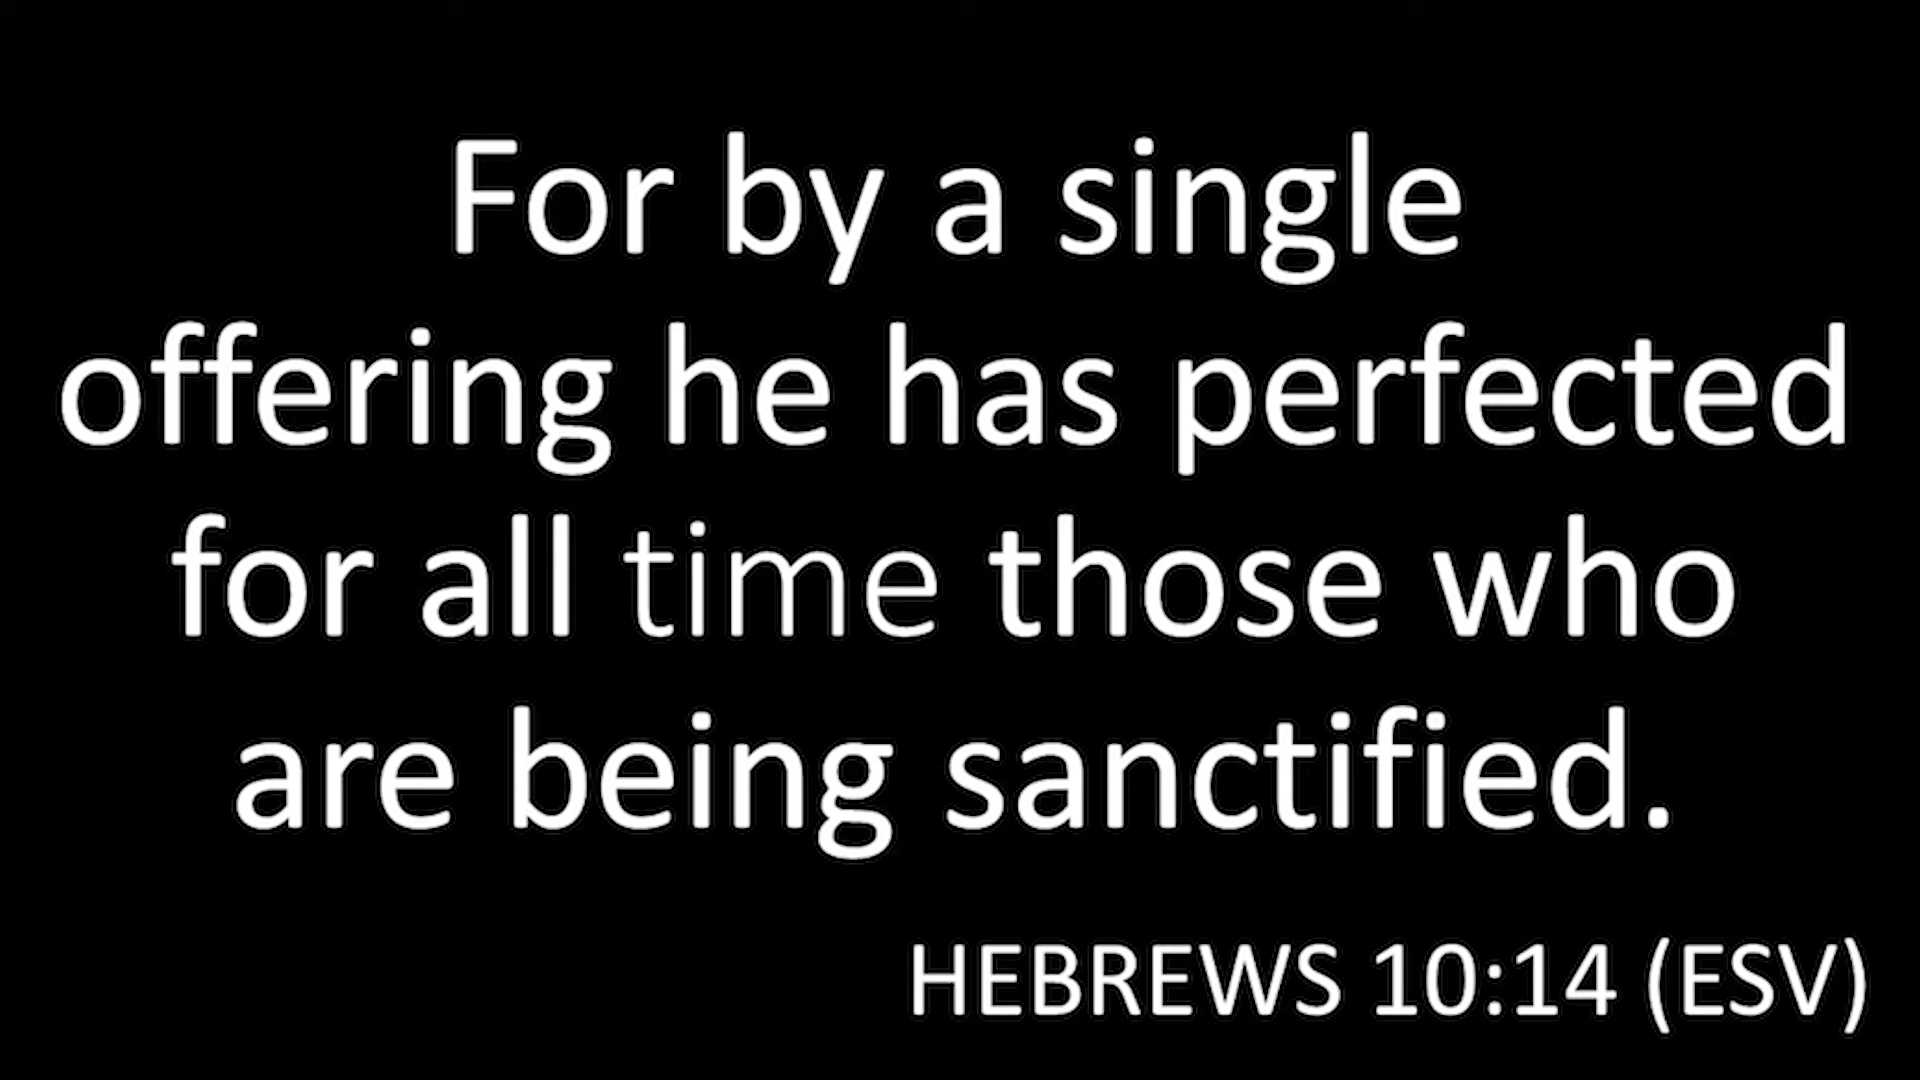 For by a single
offering he has perfected
for all time those who
are being sanctified.
HEBREWS 10:14 (ESV)